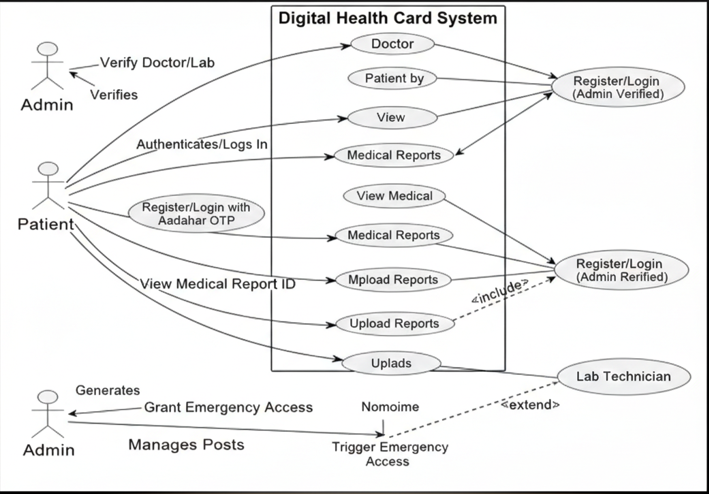 Digital Health Card System
Verify Doctor/Lab
Verifies
Admin
Doctor
Patient by
Register/Login
(Admin Verified)
View
Authenticates/Logs In
Medical Reports
Patient
Register/Login with
Aadahar OTP
View Medical
Medical Reports
Register/Login
(Admin Rerified)
View Medical Report ID
Mpload Reports
<include>
Upload Reports
Uplads
Lab Technician
Generates
Grant Emergency Access
Admin
Manages Posts
Nomoime
Trigger Emergency
Access
<extend>